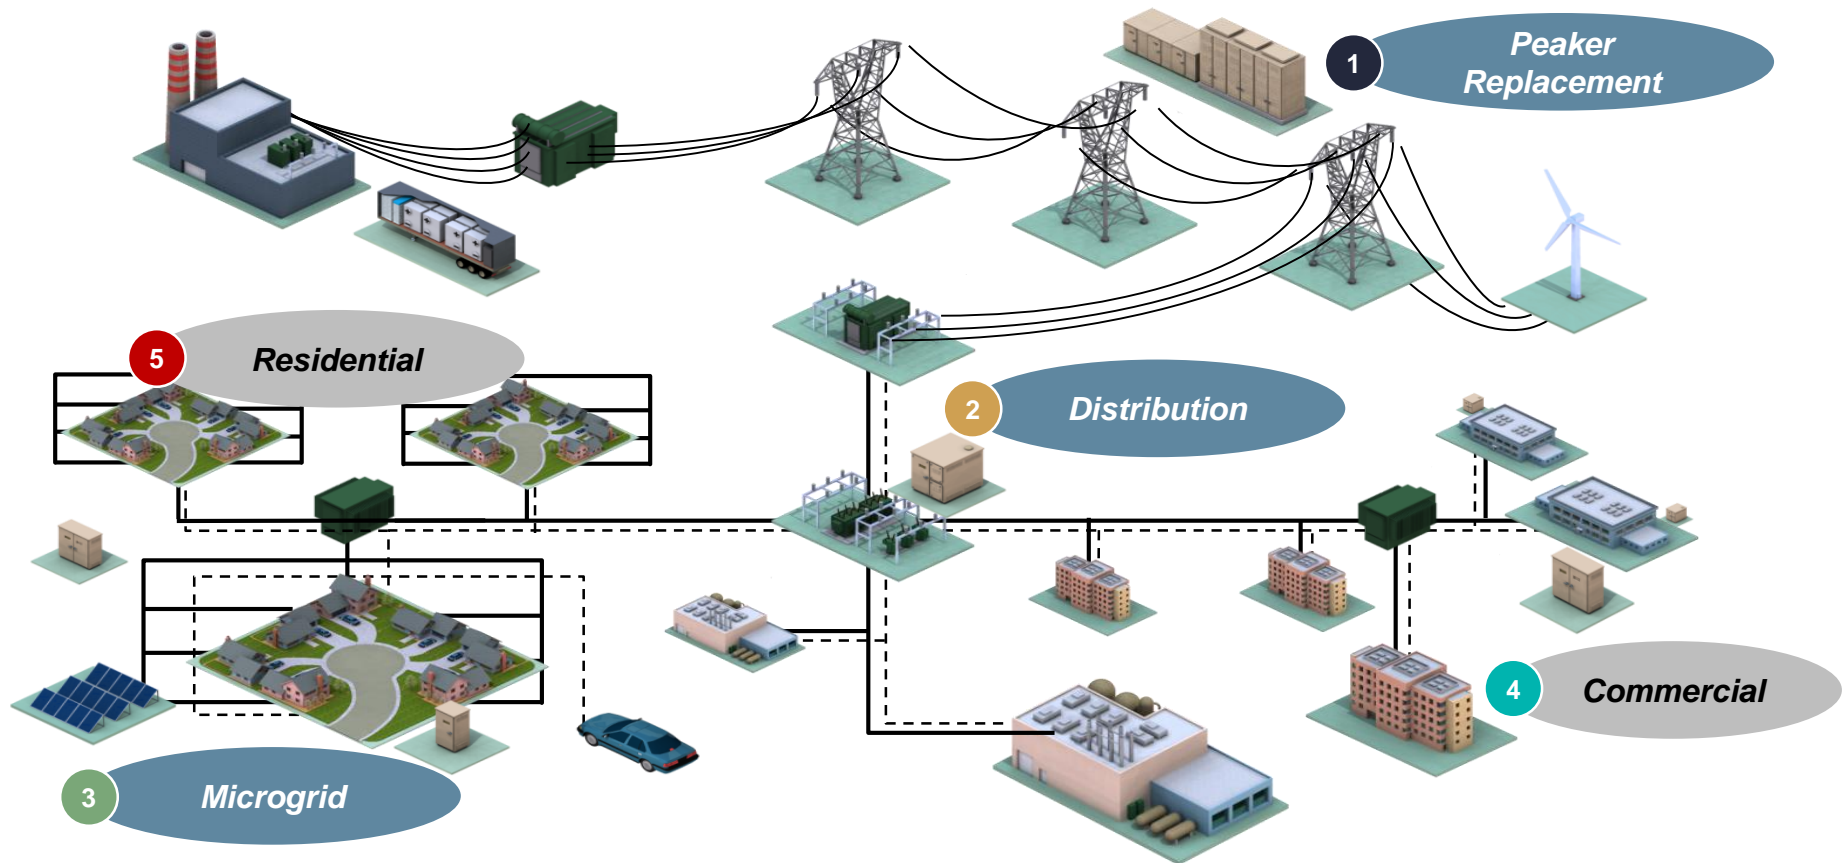 1
Peaker
Replacement
5
Residential
2
Distribution
4
Commercial
3
Microgrid